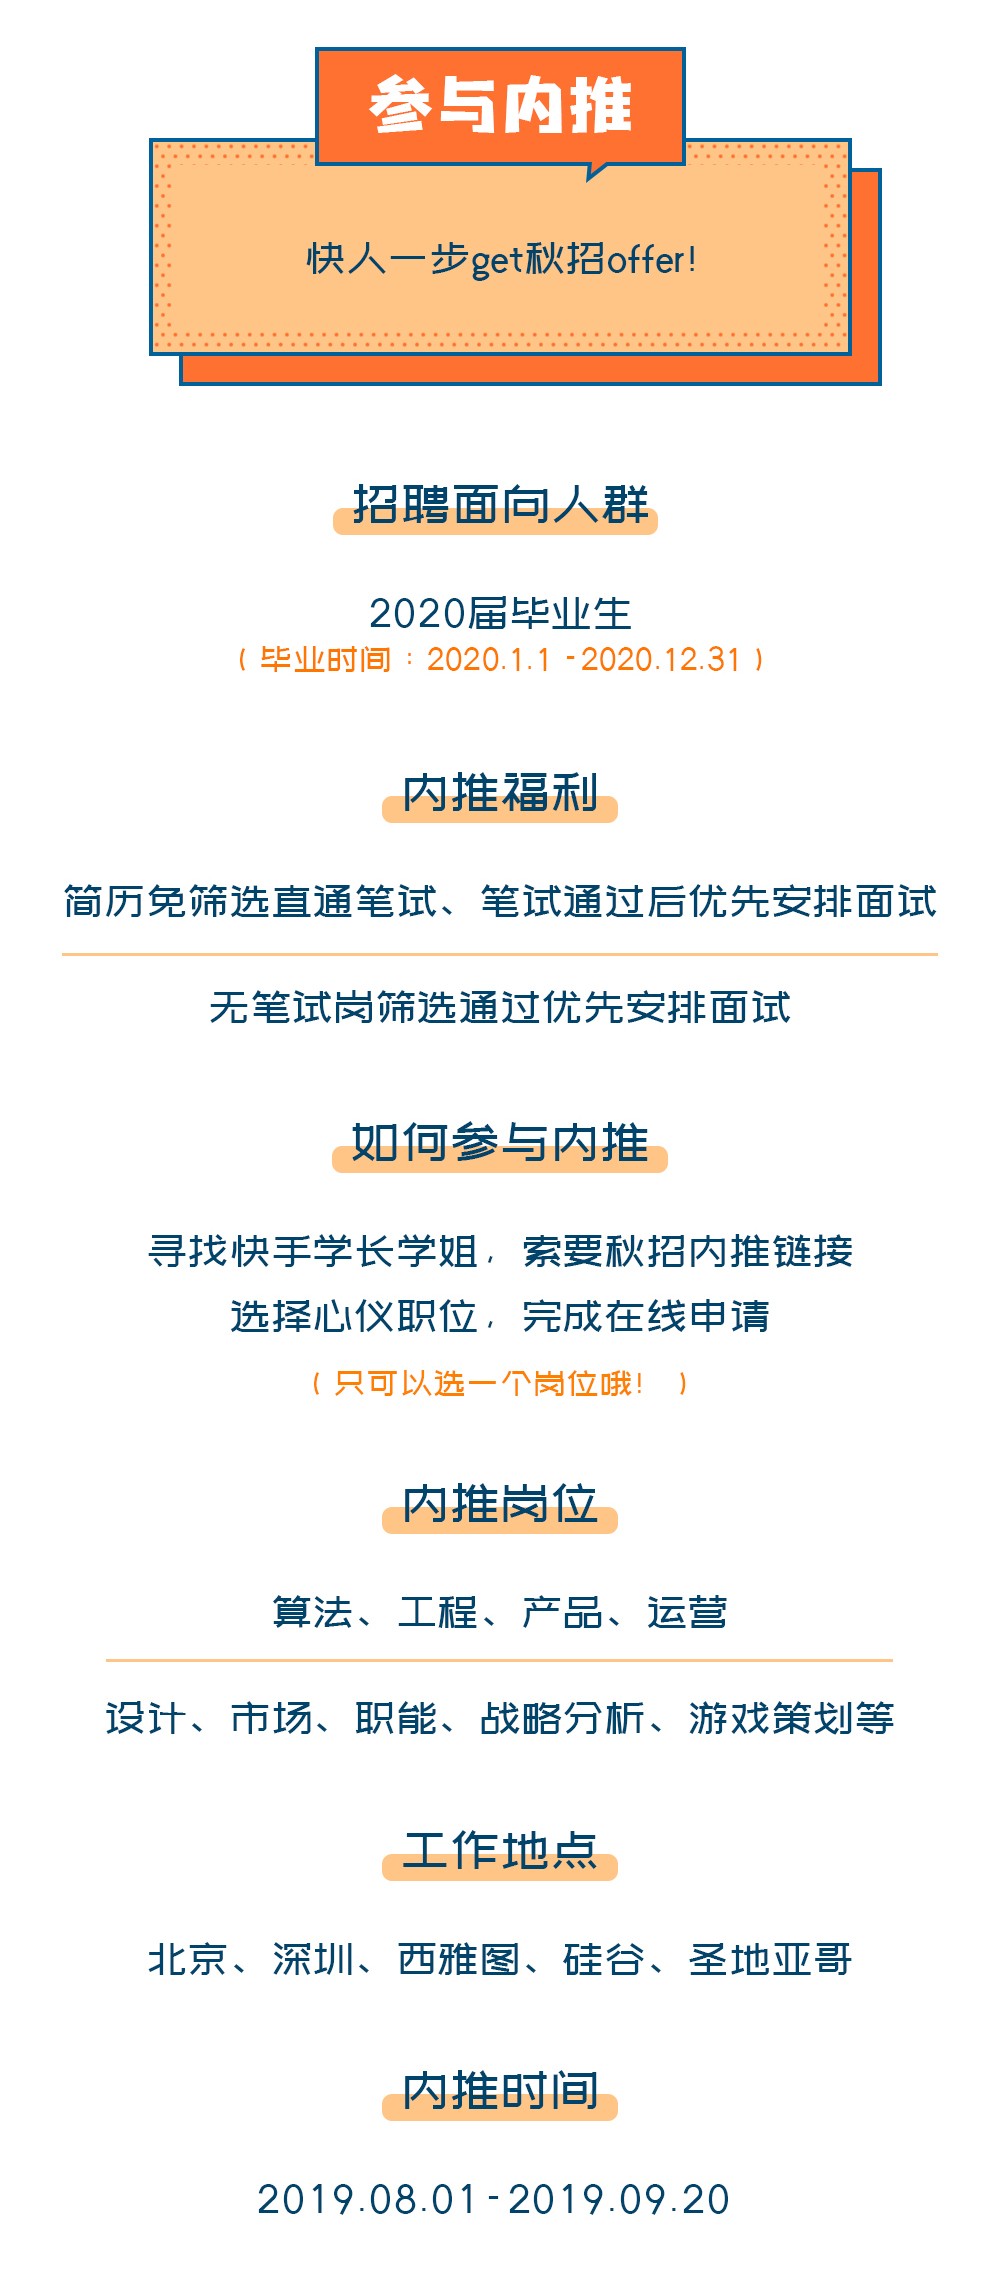 参与内推
快人一步get秋招offer!
招聘面向人群
2020届毕业生
（毕业时间：2020.1.1 -2020.12.31）
内推福利
简历免筛选直通笔试、笔试通过后优先安排面试
无笔试岗筛选通过优先安排面试
如何参与内推
寻找快手学长学姐，索要秋招内推链接
选择心仪职位，完成在线申请
（只可以选一个岗位哦！）
内推岗位
算法、工程、产品、运营
设计、市场、职能、战略分析、游戏策划等
工作地点
北京、深圳、西雅图、硅谷、圣地亚哥
内推时间
2019.08.01-2019.09.20